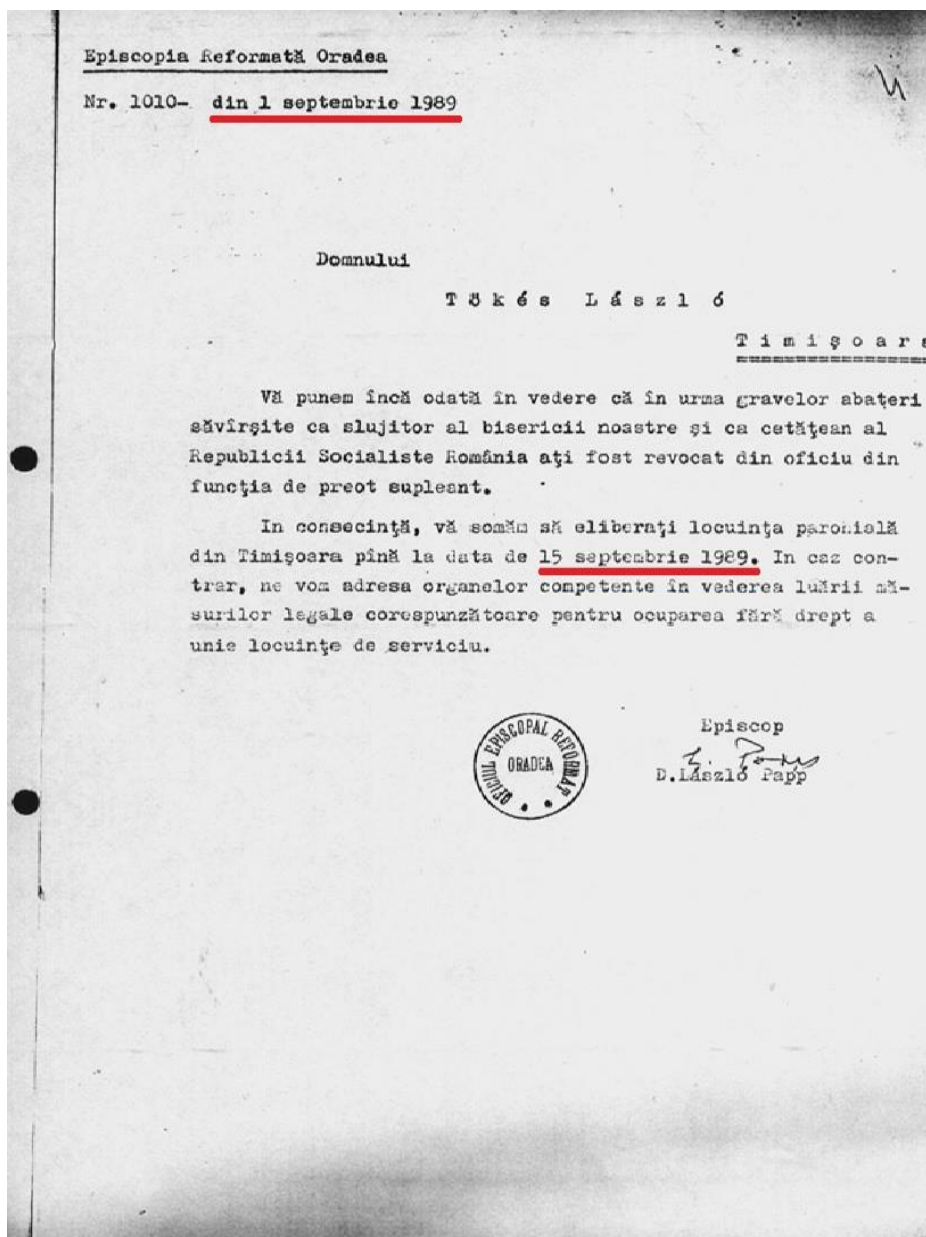 Episcopia Reformată Oradea
Nr. 1010- din 1 septembrie 1989
Domnului
Tökés László
Timişoara
Vă punem încă odată în vedere că în urma gravelor abateri
săvîrşite ca slujitor al bisericii noastre şi ca cetăţean al
Republicii Socialiste România aţi fost revocat din oficiu din
funcţia de preot supleant.
In consecinţă, vă somăm să eliberaţi locuinţa parohială
din Timişoara pînă la data de 15 septembrie 1989. In caz con-
trar, ne vom adresa organelor competente în vederea luării mă-
surilor legale corespunzătoare pentru ocuparea fără drept a
unie locuinţe de serviciu.
OFICIUL EPISCOPAL REFORMAT
ORADEA
Episcop
D.László Papp